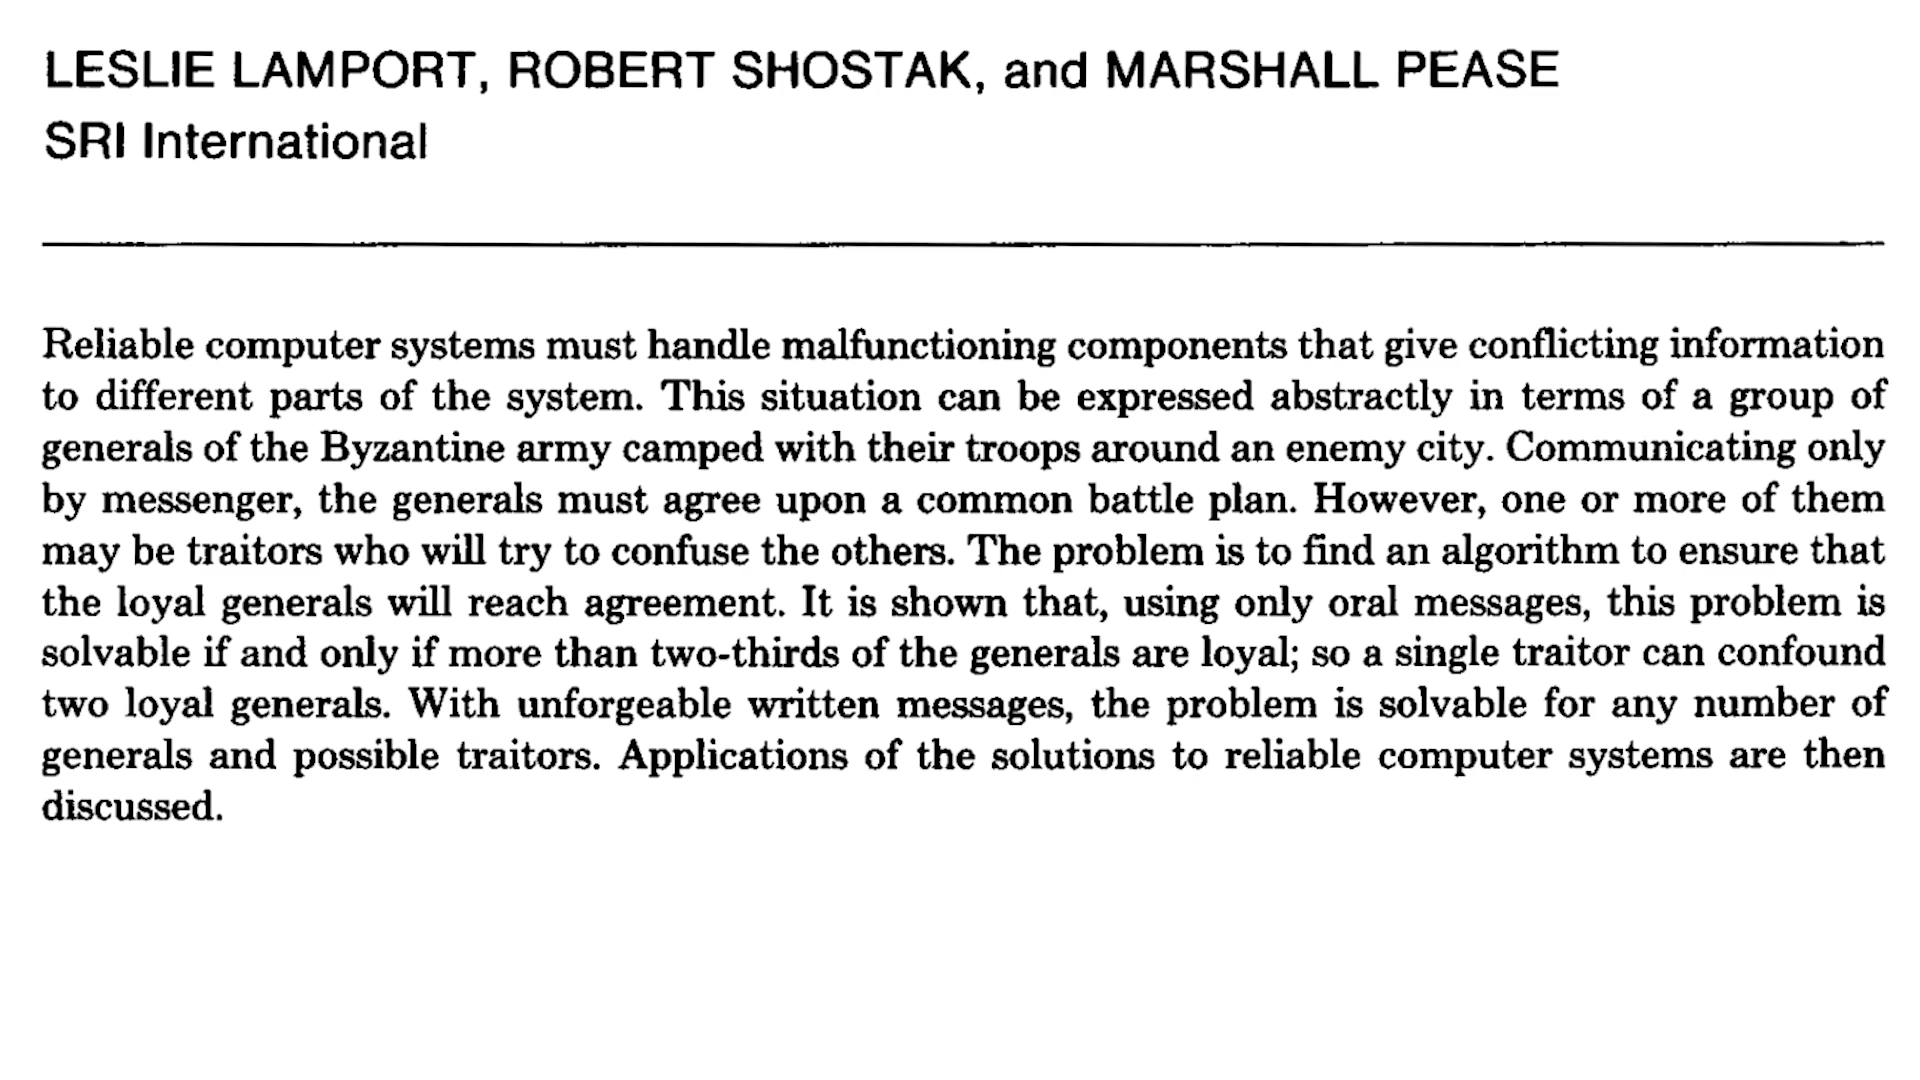 LESLIE LAMPORT, ROBERT SHOSTAK, and MARSHALL PEASE
SRI International
Reliable computer systems must handle malfunctioning components that give conflicting information
to different parts of the system. This situation can be expressed abstractly in terms of a group of
generals of the Byzantine army camped with their troops around an enemy city. Communicating only
by messenger, the generals must agree upon a common battle plan. However, one or more of them
may be traitors who will try to confuse the others. The problem is to find an algorithm to ensure that
the loyal generals will reach agreement. It is shown that, using only oral messages, this problem is
solvable if and only if more than two-thirds of the generals are loyal; so a single traitor can confound
two loyal generals. With unforgeable written messages, the problem is solvable for any number of
generals and possible traitors. Applications of the solutions to reliable computer systems are then
discussed.